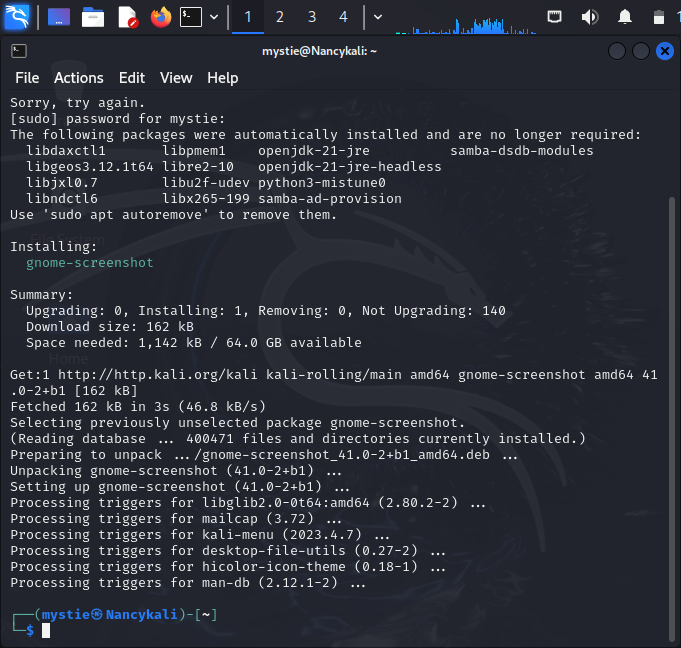 1 2 3 4
mystie@Nancykali: ~
File Actions Edit View Help
Sorry, try again.
[sudo] password for mystie:
The following packages were automatically installed and are no longer required:
libdaxctl1 libpmem1 openjdk-21-jre samba-dsdb-modules
libgeos3.12.1t64 libre2-10 openjdk-21-jre-headless
libjxl0.7 libu2f-udev python3-mistune0
libndctl6 libx265-199 samba-ad-provision
Use 'sudo apt autoremove' to remove them.
Installing:
gnome-screenshot
Summary:
Upgrading: 0, Installing: 1, Removing: 0, Not Upgrading: 140
Download size: 162 kB
Space needed: 1,142 kB / 64.0 GB available
Home
Get:1 http://http.kali.org/kali kali-rolling/main amd64 gnome-screenshot amd64 41
.0-2+b1 [162 kB]
Fetched 162 kB in 3s (46.8 kB/s)
Selecting previously unselected package gnome-screenshot.
(Reading database ... 400471 files and directories currently installed.)
Preparing to unpack .../gnome-screenshot_41.0-2+b1_amd64.deb ...
Unpacking gnome-screenshot (41.0-2+b1) ...
Setting up gnome-screenshot (41.0-2+b1) ...
Processing triggers for libglib2.0-0t64:amd64 (2.80.2-2) ...
Processing triggers for mailcap (3.72) ...
Processing triggers for kali-menu (2023.4.7) ...
Processing triggers for desktop-file-utils (0.27-2) ...
Processing triggers for hicolor-icon-theme (0.18-1) ...
Processing triggers for man-db (2.12.1-2) ...
┌──(mystie㉿Nancykali)-[~]
└─$